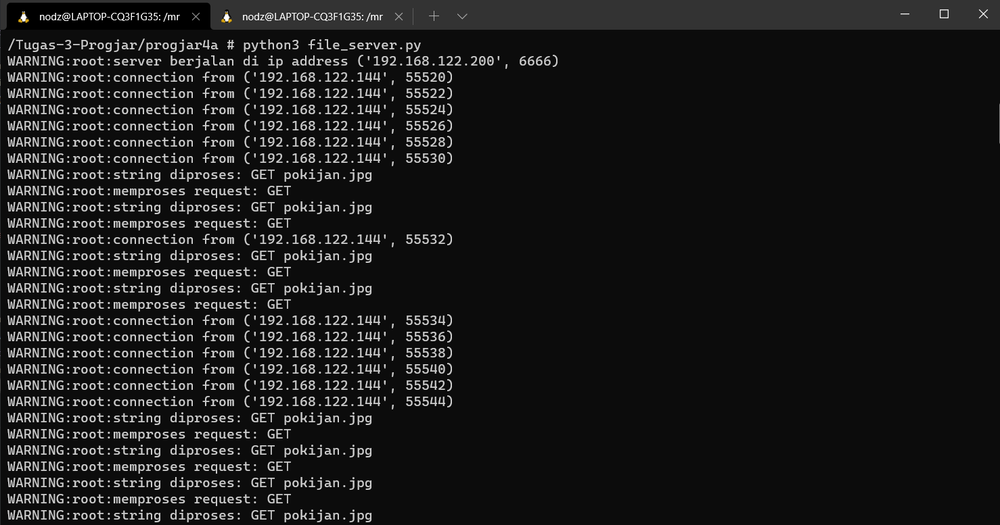 nodz@LAPTOP-CQ3F1G35: /mr
nodz@LAPTOP-CQ3F1G35: /mr
/Tugas-3-Progjar/progjar4a # python3 file_server.py
WARNING:root:server berjalan di ip address ('192.168.122.200', 6666)
WARNING:root:connection from ('192.168.122.144', 55520)
WARNING:root:connection from ('192.168.122.144', 55522)
WARNING:root:connection from ('192.168.122.144', 55524)
WARNING:root:connection from ('192.168.122.144', 55526)
WARNING:root:connection from ('192.168.122.144', 55528)
WARNING:root:connection from ('192.168.122.144', 55530)
WARNING:root:string diproses: GET pokijan.jpg
WARNING:root:memproses request: GET
WARNING:root:string diproses: GET pokijan.jpg
WARNING:root:memproses request: GET
WARNING:root:connection from ('192.168.122.144', 55532)
WARNING:root:string diproses: GET pokijan.jpg
WARNING:root:memproses request: GET
WARNING:root:string diproses: GET pokijan.jpg
WARNING:root:memproses request: GET
WARNING:root:connection from ('192.168.122.144', 55534)
WARNING:root:connection from ('192.168.122.144', 55536)
WARNING:root:connection from ('192.168.122.144', 55538)
WARNING:root:connection from ('192.168.122.144', 55540)
WARNING:root:connection from ('192.168.122.144', 55542)
WARNING:root:connection from ('192.168.122.144', 55544)
WARNING:root:string diproses: GET pokijan.jpg
WARNING:root:memproses request: GET
WARNING:root:string diproses: GET pokijan.jpg
WARNING:root:memproses request: GET
WARNING:root:string diproses: GET pokijan.jpg
WARNING:root:memproses request: GET
WARNING:root:string diproses: GET pokijan.jpg